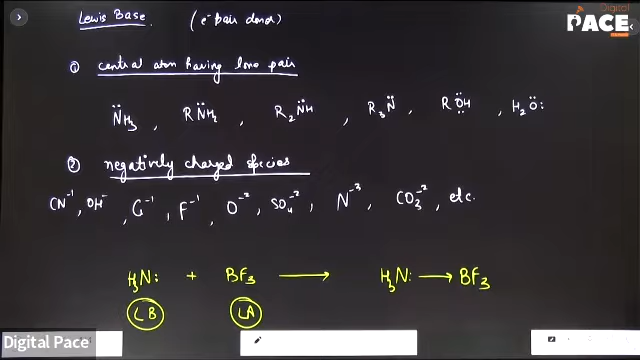 Lewis Base (e⁻ pair donor)
Digital
PACE
① central atom having lone pair
N̈H₃, RN̈H₂, R₂N̈H, R₃N̈, RÖH, H₂O:
② negatively charged species
CN⁻¹, OH⁻, Cl⁻¹, F⁻¹, O⁻², SO₄⁻², N⁻³, CO₃⁻², etc.
H₃N: + BF₃ ⟶ H₃N: ⟶ BF₃
LB LA
Digital Pace